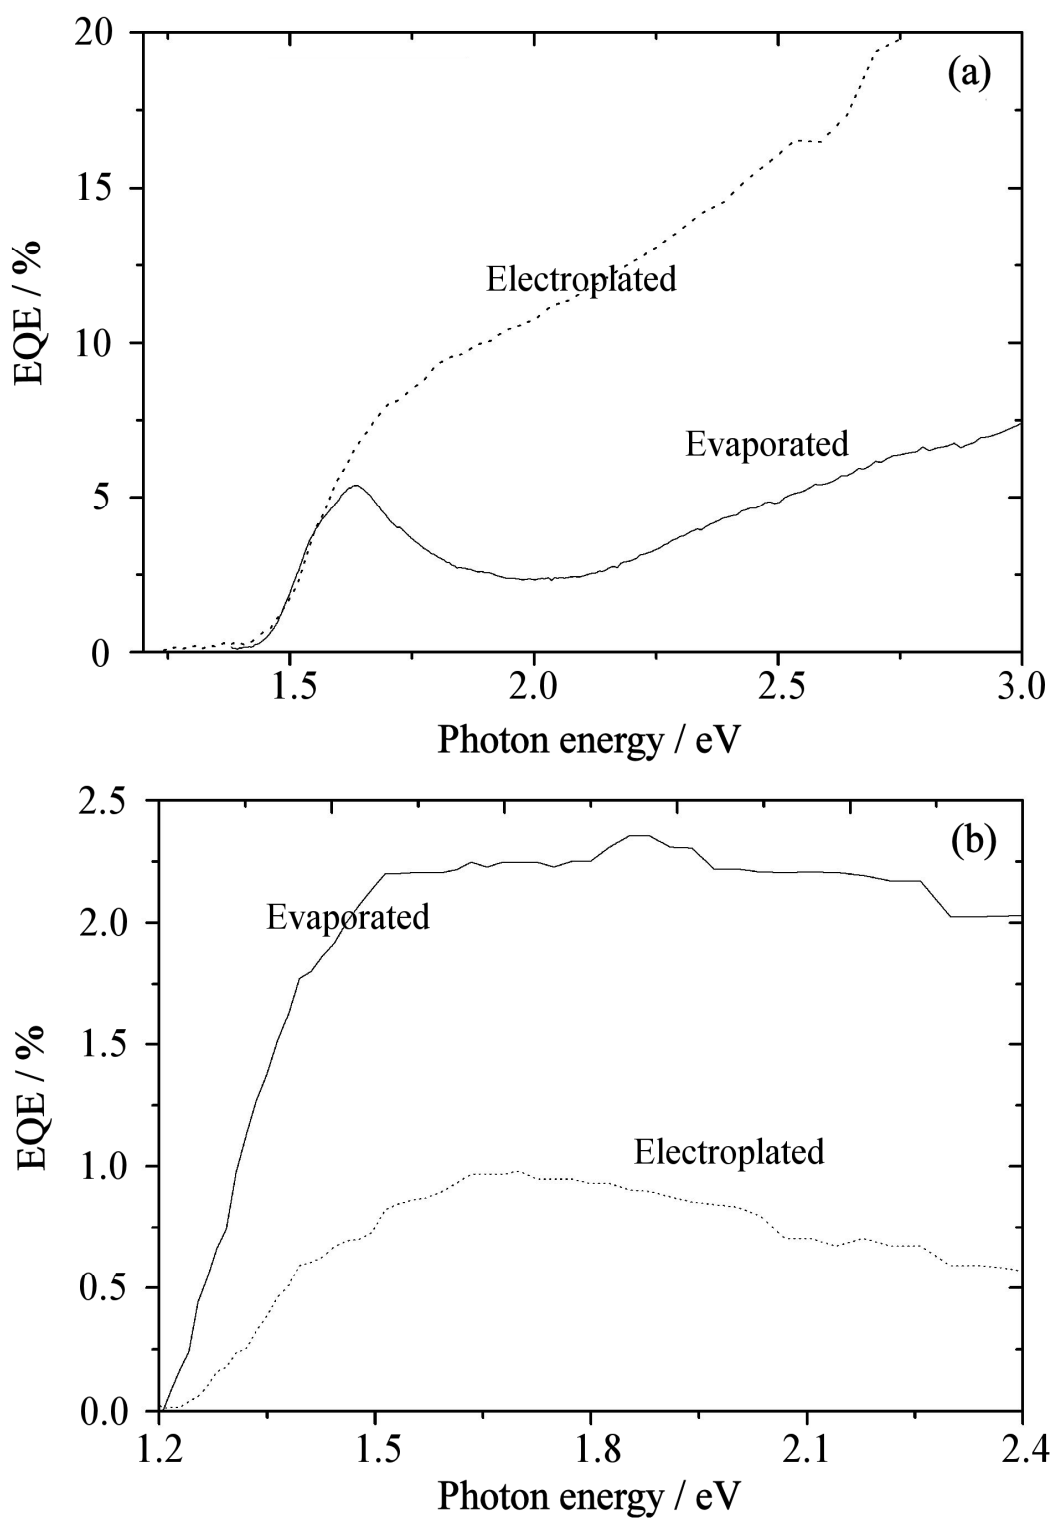 20
(a)
15
EQE / %
Electroplated
10
Evaporated
5
0
1.5 2.0 2.5 3.0
Photon energy / eV
2.5
(b)
Evaporated
2.0
EQE / %
1.5
Electroplated
1.0
0.5
0.0
1.2 1.5 1.8 2.1 2.4
Photon energy / eV